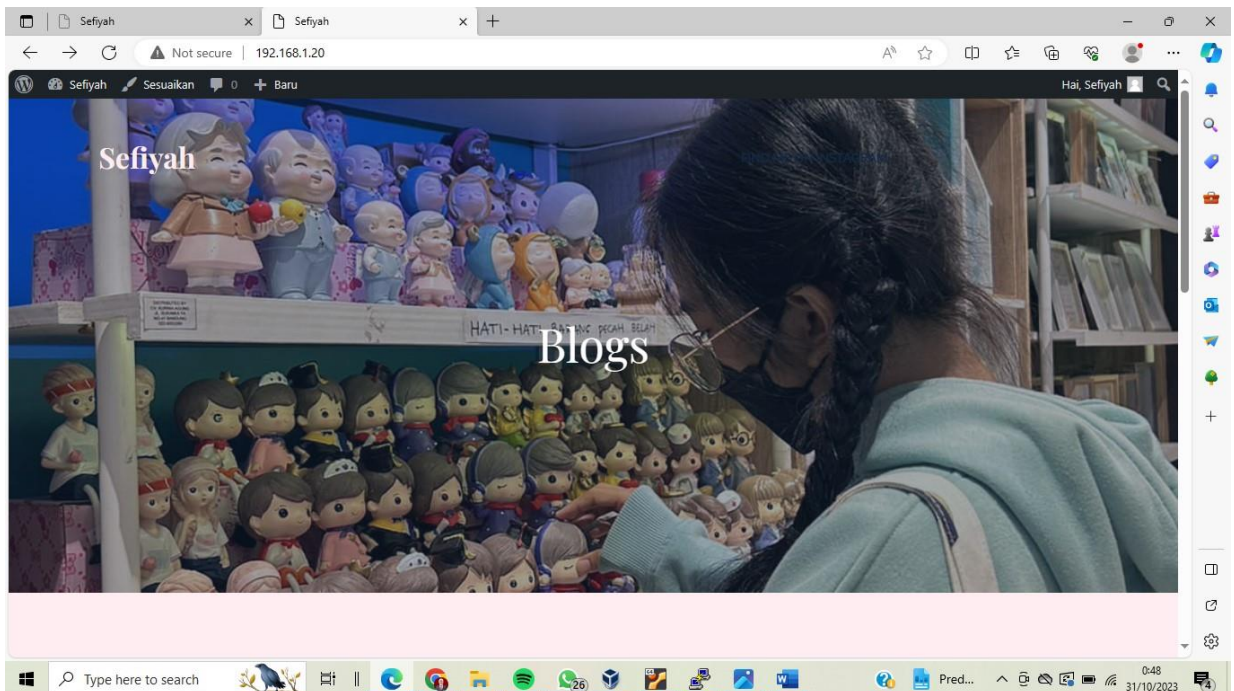 Sefiyah
Sefiyah
Not secure
192.168.1.20
Sefiyah
Sesuaikan
0
Baru
Hai, Sefiyah
Sefiyah
HATI-HATI BARANG PECAH BELAH
Blogs
Type here to search
26
Pred...
0:48
31/10/2023
4